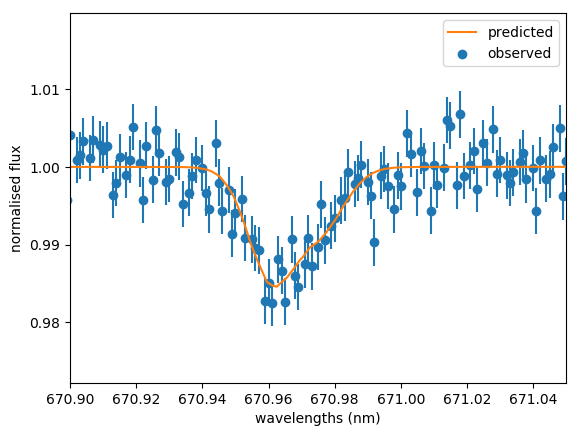 predicted
observed
1.01
1.00
0.99
0.98
normalised flux
670.90 670.92 670.94 670.96 670.98 671.00 671.02 671.04
wavelengths (nm)